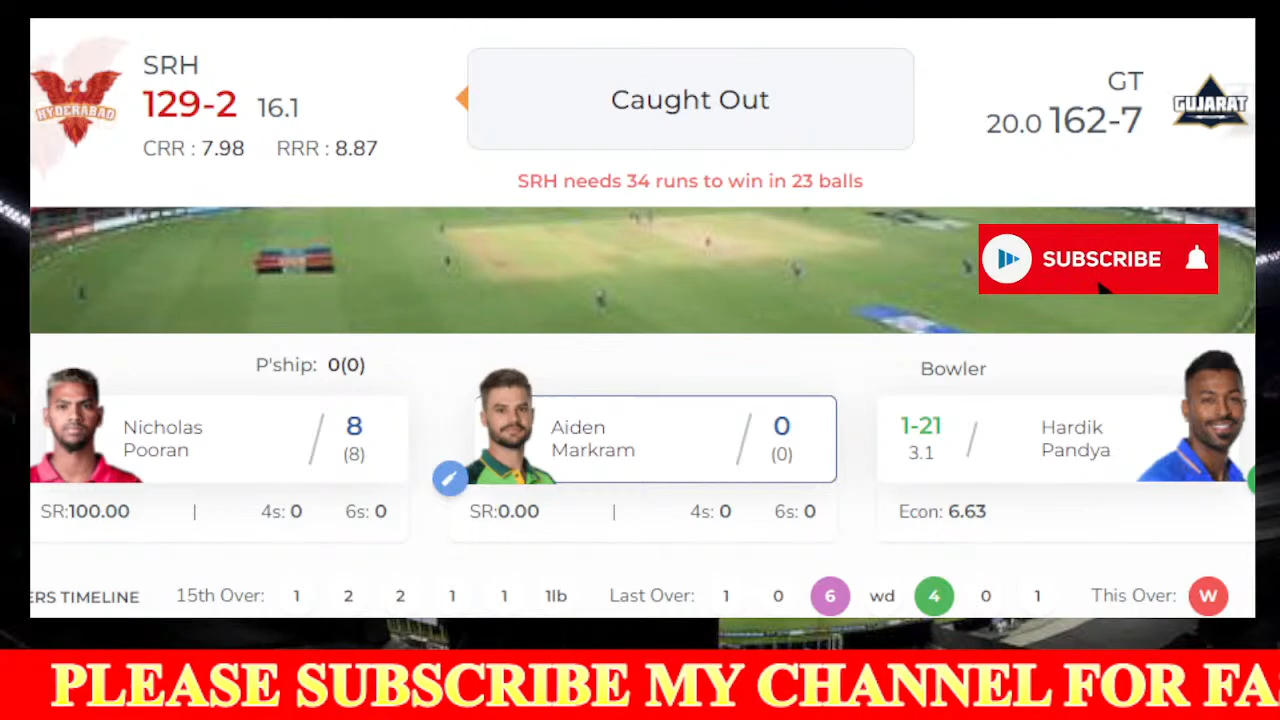 SRH
129-2 16.1
CRR : 7.98 RRR : 8.87
HYDERABAD
Caught Out
SRH needs 34 runs to win in 23 balls
GT
20.0 162-7
GUJARAT
SUBSCRIBE
P'ship: 0(0)
Nicholas
Pooran
8
(8)
SR:100.00 | 4s: 0 6s: 0
Aiden
Markram
0
(0)
SR:0.00 | 4s: 0 6s: 0
Bowler
1-21
3.1
Hardik
Pandya
Econ: 6.63
ERS TIMELINE 15th Over: 1 2 2 1 1 1lb Last Over: 1 0 6 wd 4 0 1 This Over: W
PLEASE SUBSCRIBE MY CHANNEL FOR FA